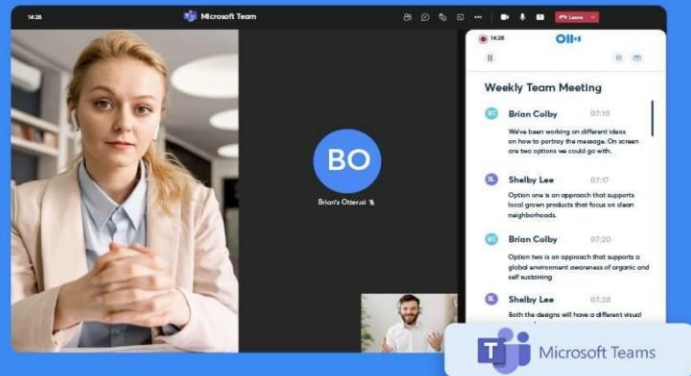 14:28
Microsoft Team
Leave
14:28
Weekly Team Meeting
BC Brian Colby 07:10
We've been working on different ideas
on how to portray the message. On screen
are two options we could go with.
SL Shelby Lee 07:17
Option one is an approach that supports
local grown products that focus on clean
neighborhoods.
BC Brian Colby 07:20
Option two is an approach that supports a
global environment awareness of organic and
self sustaining
SL Shelby Lee 07:28
Both the designs will have a different visual
BO
Brian's Otter.ai
Microsoft Teams